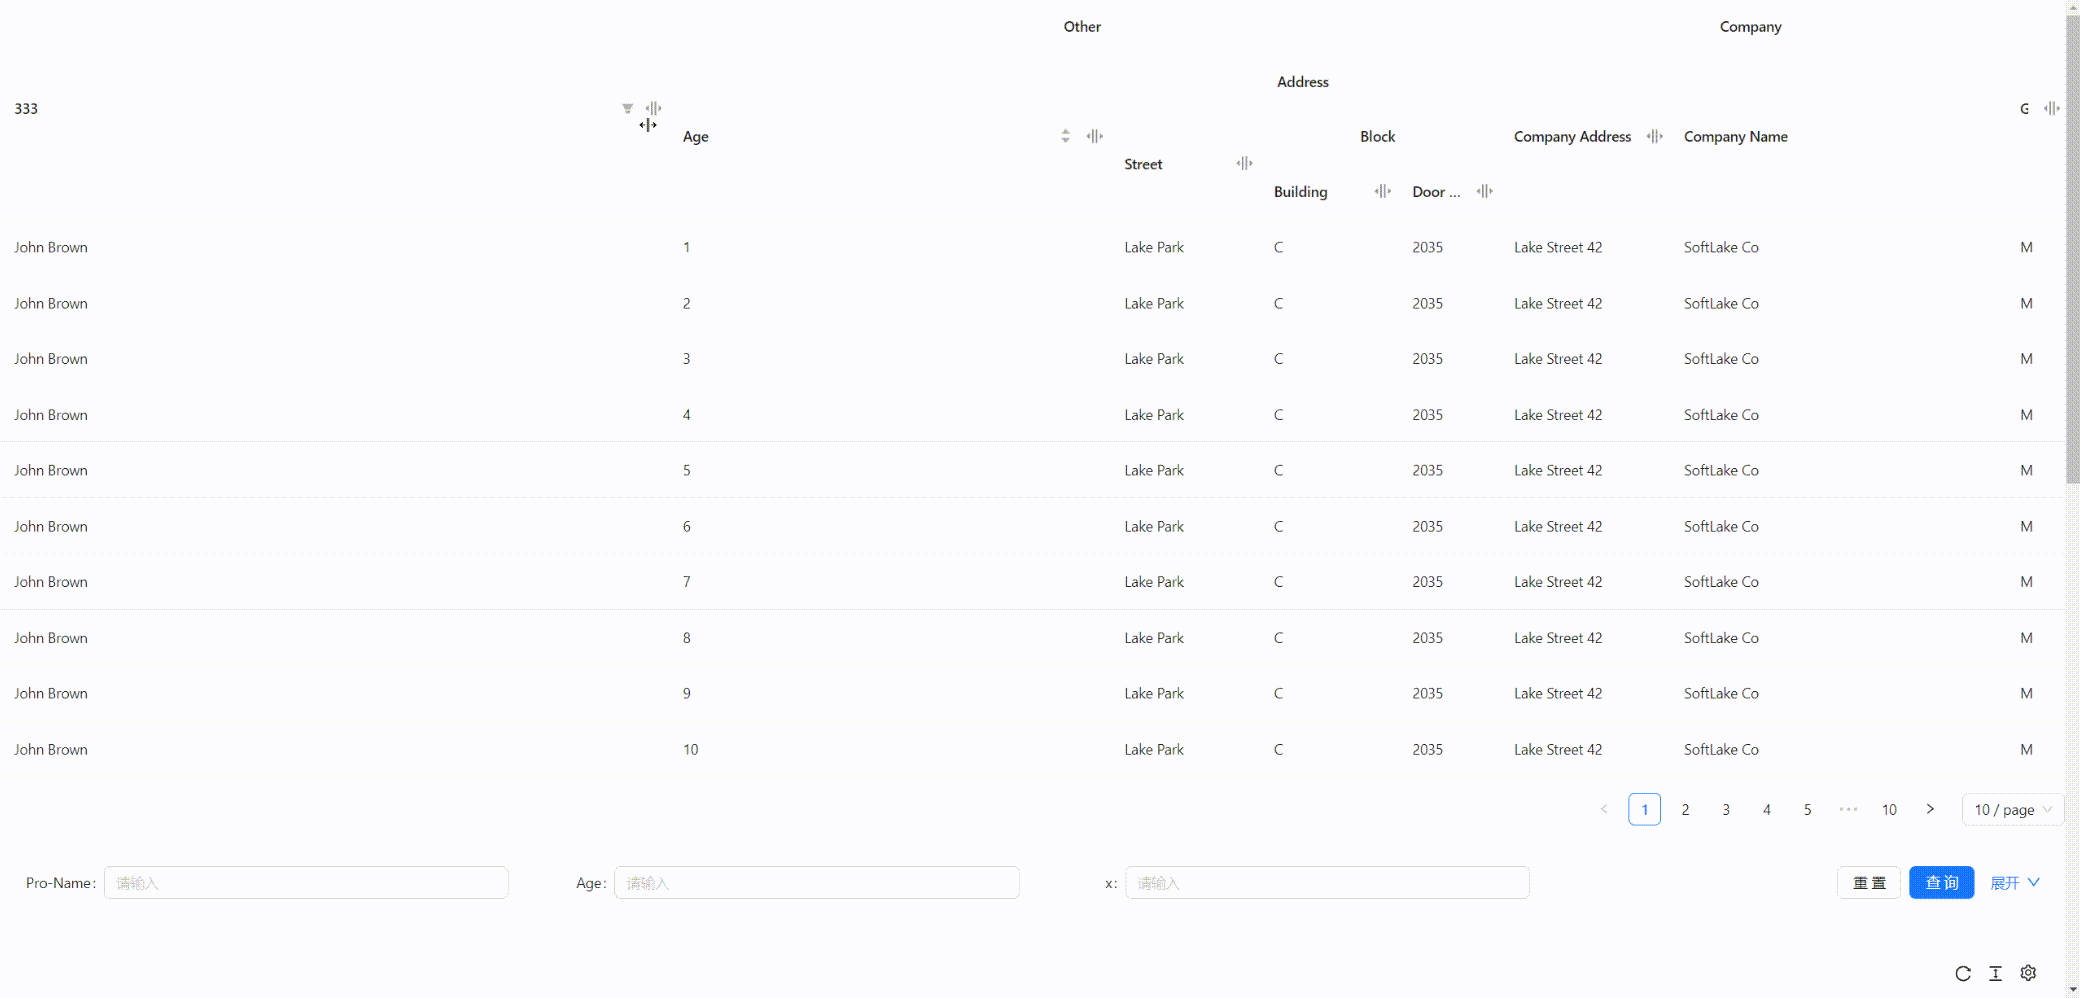 Other Company
Address
333 G
Age Block Company Address Company Name
Street
Building Door ...
John Brown 1 Lake Park C 2035 Lake Street 42 SoftLake Co M
John Brown 2 Lake Park C 2035 Lake Street 42 SoftLake Co M
John Brown 3 Lake Park C 2035 Lake Street 42 SoftLake Co M
John Brown 4 Lake Park C 2035 Lake Street 42 SoftLake Co M
John Brown 5 Lake Park C 2035 Lake Street 42 SoftLake Co M
John Brown 6 Lake Park C 2035 Lake Street 42 SoftLake Co M
John Brown 7 Lake Park C 2035 Lake Street 42 SoftLake Co M
John Brown 8 Lake Park C 2035 Lake Street 42 SoftLake Co M
John Brown 9 Lake Park C 2035 Lake Street 42 SoftLake Co M
John Brown 10 Lake Park C 2035 Lake Street 42 SoftLake Co M
< 1 2 3 4 5 ··· 10 > 10 / page
Pro-Name: 请输入 Age: 请输入 x: 请输入 重 置 查 询 展开